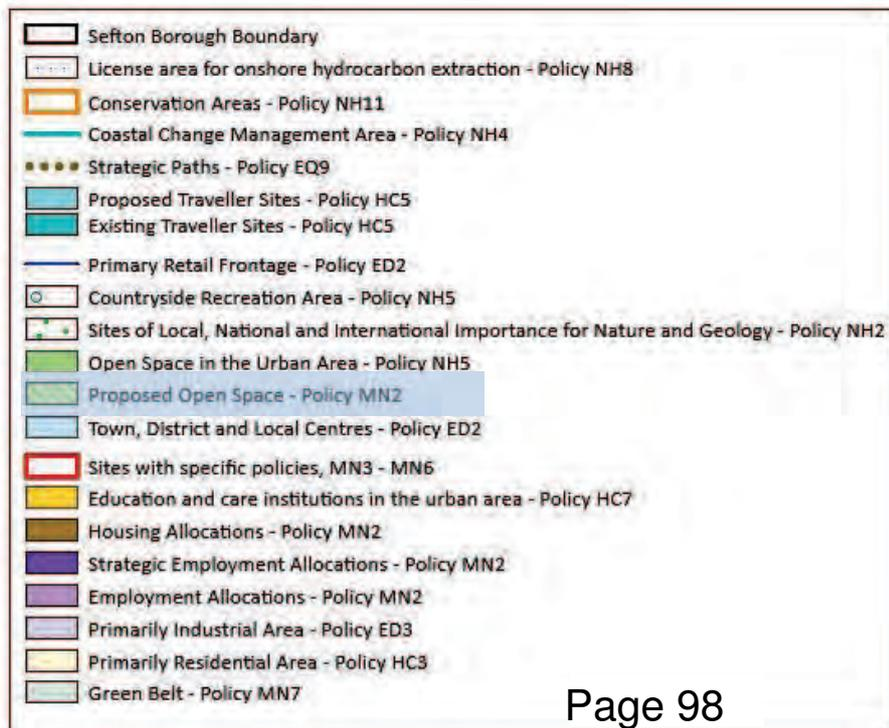 Sefton Borough Boundary
License area for onshore hydrocarbon extraction - Policy NH8
Conservation Areas - Policy NH11
Coastal Change Management Area - Policy NH4
Strategic Paths - Policy EQ9
Proposed Traveller Sites - Policy HC5
Existing Traveller Sites - Policy HC5
Primary Retail Frontage - Policy ED2
Countryside Recreation Area - Policy NH5
Sites of Local, National and International Importance for Nature and Geology - Policy NH2
Open Space in the Urban Area - Policy NH5
Proposed Open Space - Policy MN2
Town, District and Local Centres - Policy ED2
Sites with specific policies, MN3 - MN6
Education and care institutions in the urban area - Policy HC7
Housing Allocations - Policy MN2
Strategic Employment Allocations - Policy MN2
Employment Allocations - Policy MN2
Primarily Industrial Area - Policy ED3
Primarily Residential Area - Policy HC3
Green Belt - Policy MN7
Page 98